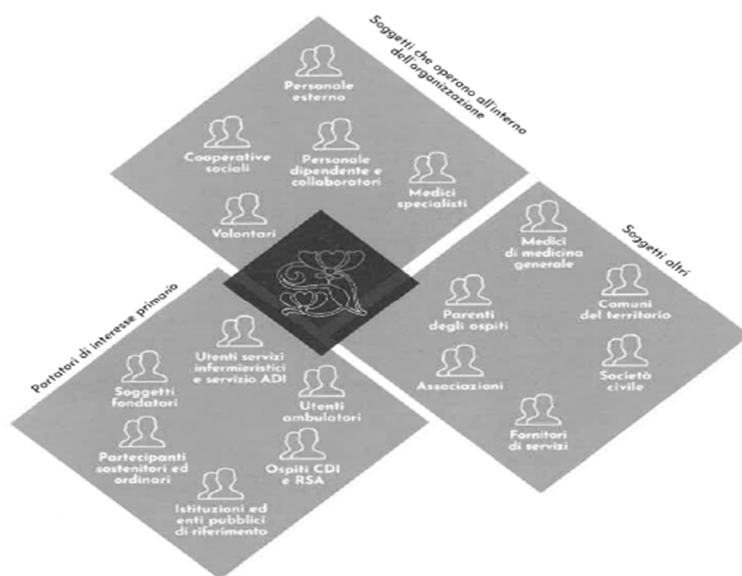 Soggetti che operano all'interno
dell'organizzazione
Personale
esterno
Cooperative
sociali
Personale
dipendente e
collaboratori
Medici
specialisti
Volontari
Soggetti altri
Medici
di medicina
generale
Comuni
del territorio
Parenti
degli ospiti
Associazioni
Società
civile
Fornitori
di servizi
Portatori di interesse primario
Utenti servizi
infermieristici
e servizio ADI
Soggetti
fondatori
Utenti
ambulatori
Partecipanti
sostenitori ed
ordinari
Ospiti CDI
e RSA
Istituzioni ed
enti pubblici
di riferimento